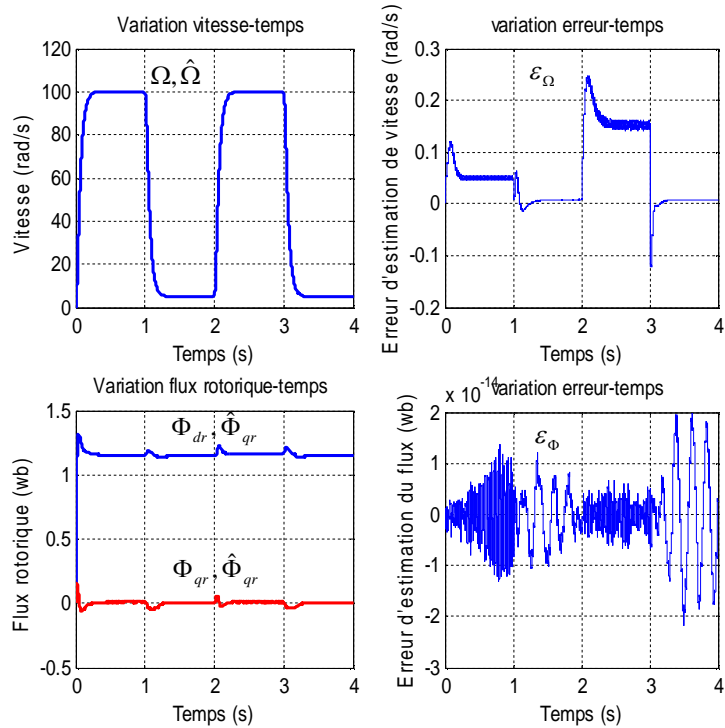 Variation vitesse-temps
Ω, Ω̂
Vitesse (rad/s)
120
100
80
60
40
20
0
0 1 2 3 4
Temps (s)
variation erreur-temps
ε_Ω
Erreur d'estimation de vitesse (rad/s)
0.3
0.2
0.1
0
-0.1
-0.2
0 1 2 3 4
Temps (s)
Variation flux rotorique-temps
Φ_dr, Φ̂_qr
Φ_qr, Φ̂_qr
Flux rotorique (wb)
1.5
1
0.5
0
-0.5
0 1 2 3 4
Temps (s)
x 10^-14
variation erreur-temps
ε_Φ
Erreur d'estimation du flux (wb)
2
1
0
-1
-2
-3
0 1 2 3 4
Temps (s)